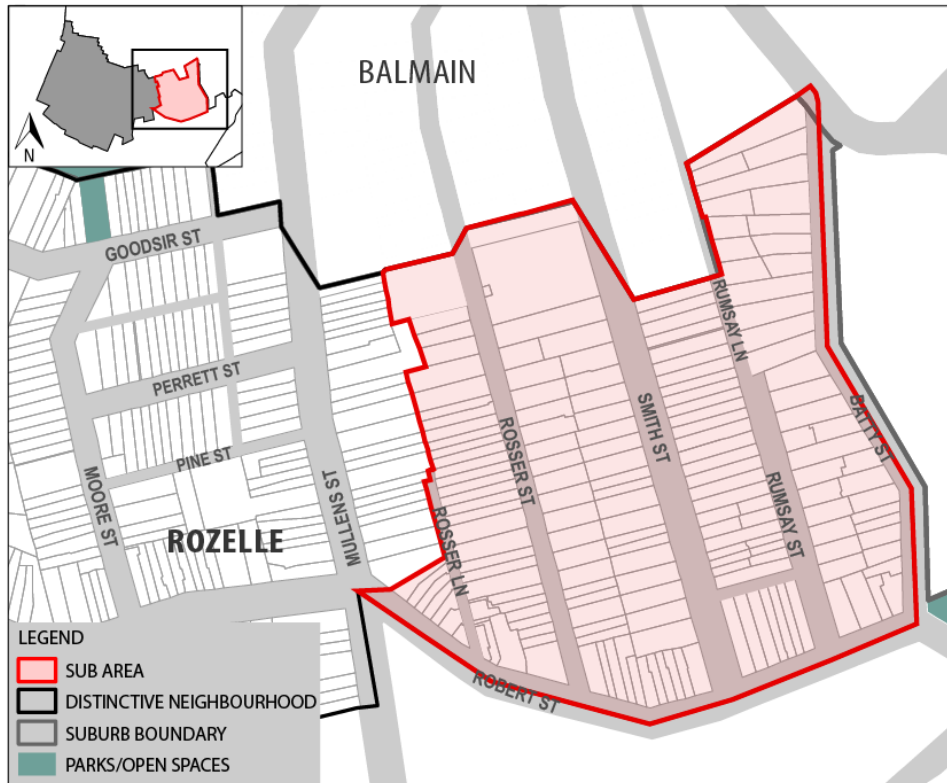 N
BALMAIN
GOODSIR ST
PERRETT ST
PINE ST
MOORE ST
MULLENS ST
ROZELLE
ROSSER LN
ROSSER ST
SMITH ST
RUMSAY LN
RUMSAY ST
BATTY ST
ROBERT ST
LEGEND
SUB AREA
DISTINCTIVE NEIGHBOURHOOD
SUBURB BOUNDARY
PARKS/OPEN SPACES